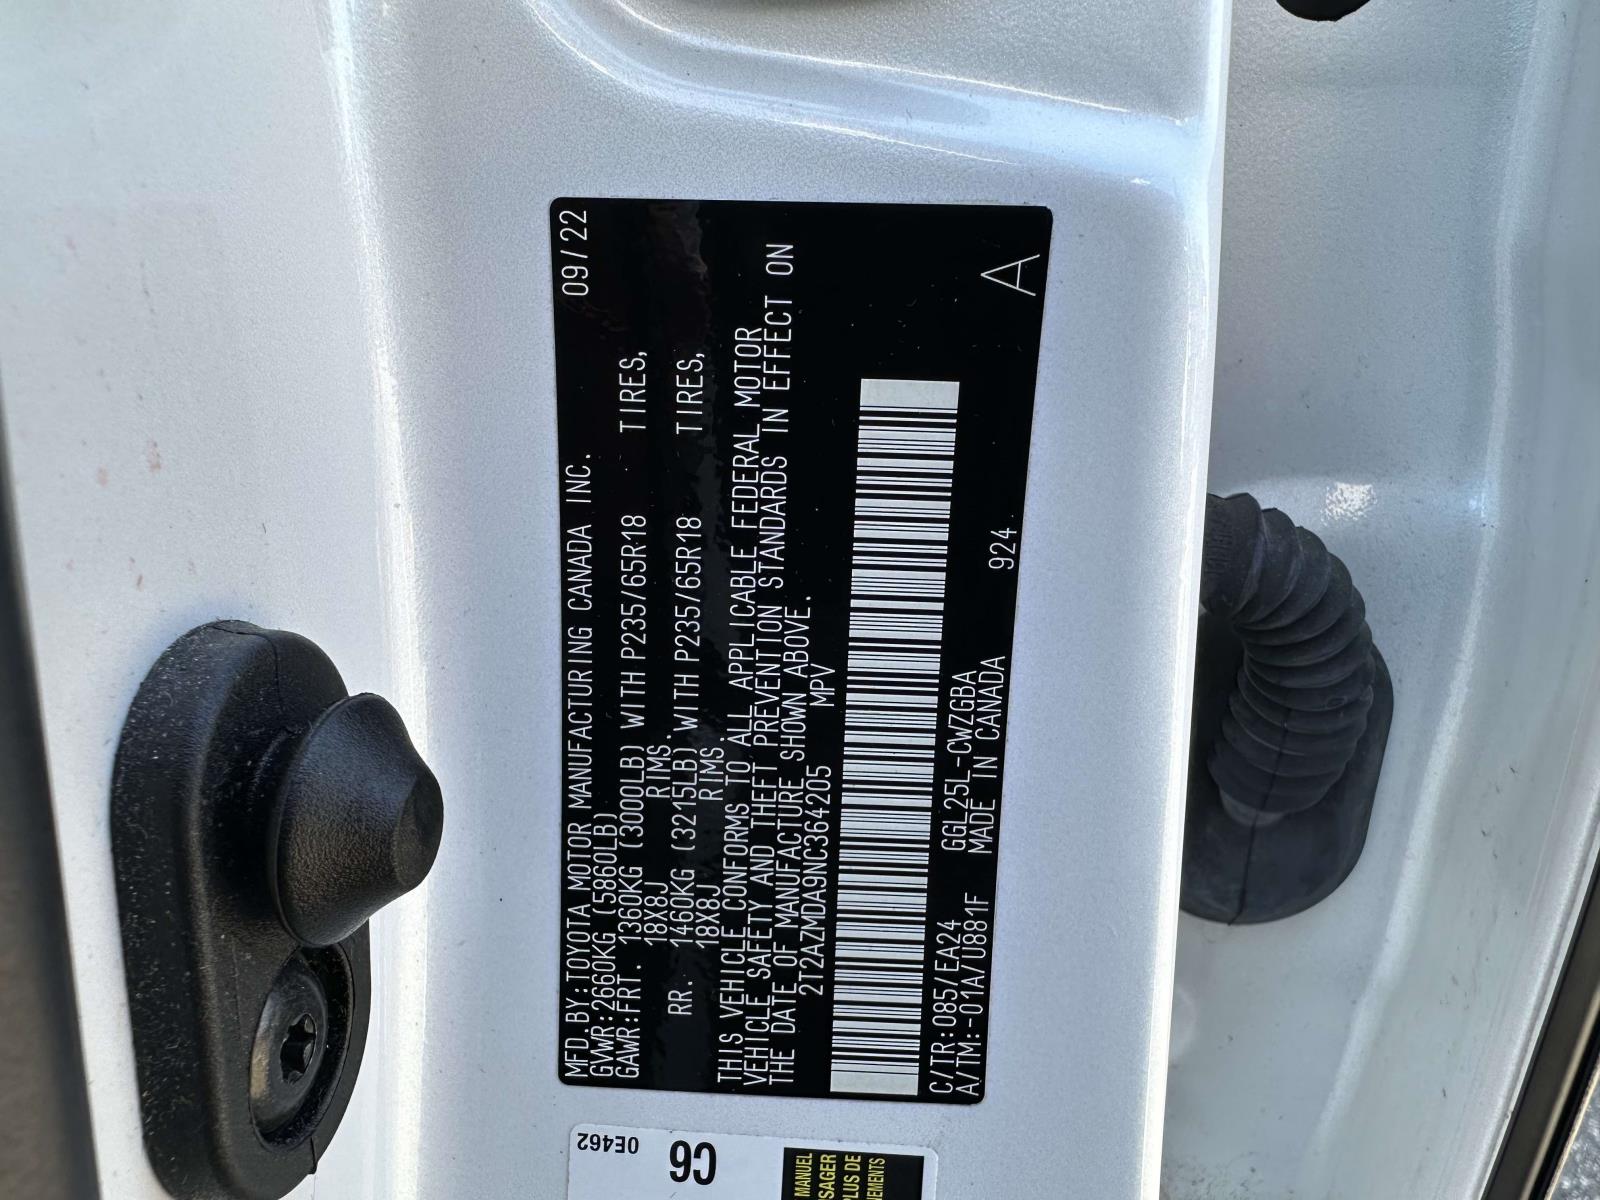 MFD.BY:TOYOTA MOTOR MANUFACTURING CANADA INC. 09/22
GVWR:2660KG (5860LB)
GAWR:FRT. 1360KG (3000LB) WITH P235/65R18 TIRES,
18X8J RIMS.
RR. 1460KG (3215LB) WITH P235/65R18 TIRES,
18X8J RIMS.
THIS VEHICLE CONFORMS TO ALL APPLICABLE FEDERAL MOTOR
VEHICLE SAFETY AND THEFT PREVENTION STANDARDS IN EFFECT ON
THE DATE OF MANUFACTURE SHOWN ABOVE.
2T2AZMDA9NC364205 MPV
C/TR:085/EA24 GGL25L-CWZGBA
A/TM:-01A/U881F MADE IN CANADA 924
A
0E462
C6
MANUEL
PLUS DE